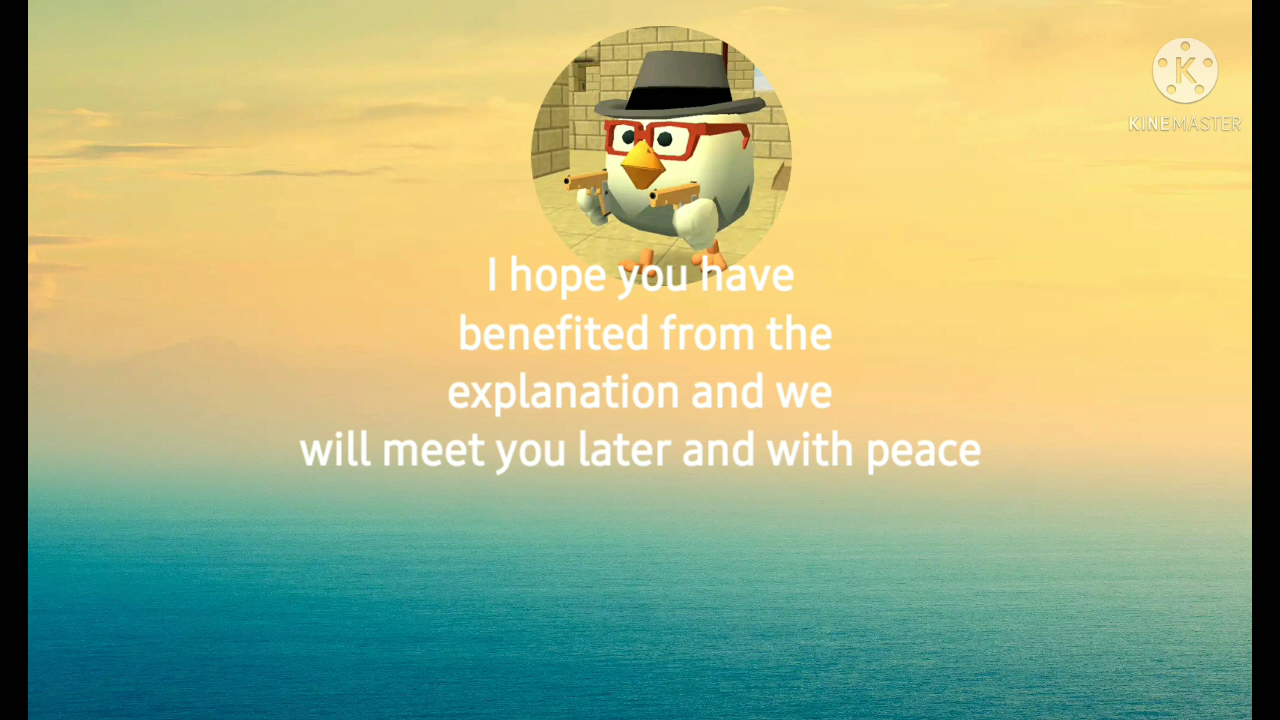 KINEMASTER
I hope you have
benefited from the
explanation and we
will meet you later and with peace